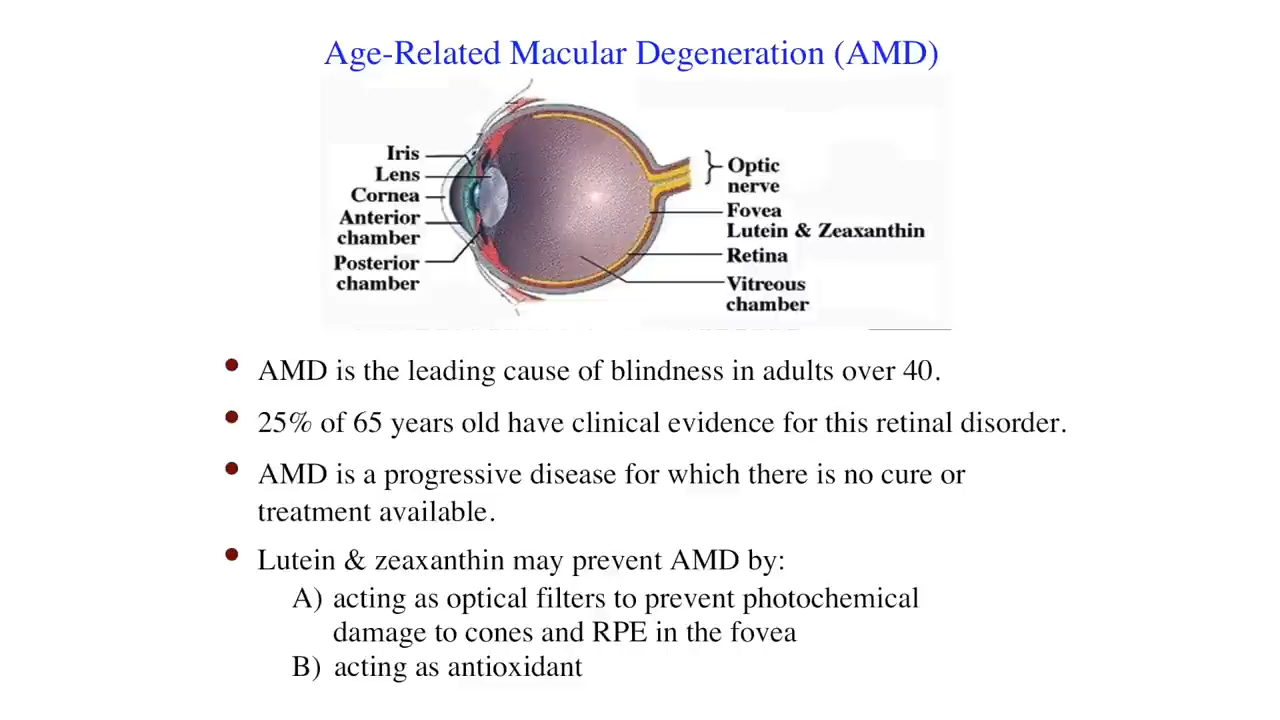 Age-Related Macular Degeneration (AMD)
Iris
Lens
Cornea
Anterior
chamber
Posterior
chamber
Optic
nerve
Fovea
Lutein & Zeaxanthin
Retina
Vitreous
chamber
• AMD is the leading cause of blindness in adults over 40.
• 25% of 65 years old have clinical evidence for this retinal disorder.
• AMD is a progressive disease for which there is no cure or
treatment available.
• Lutein & zeaxanthin may prevent AMD by:
A) acting as optical filters to prevent photochemical
damage to cones and RPE in the fovea
B) acting as antioxidant